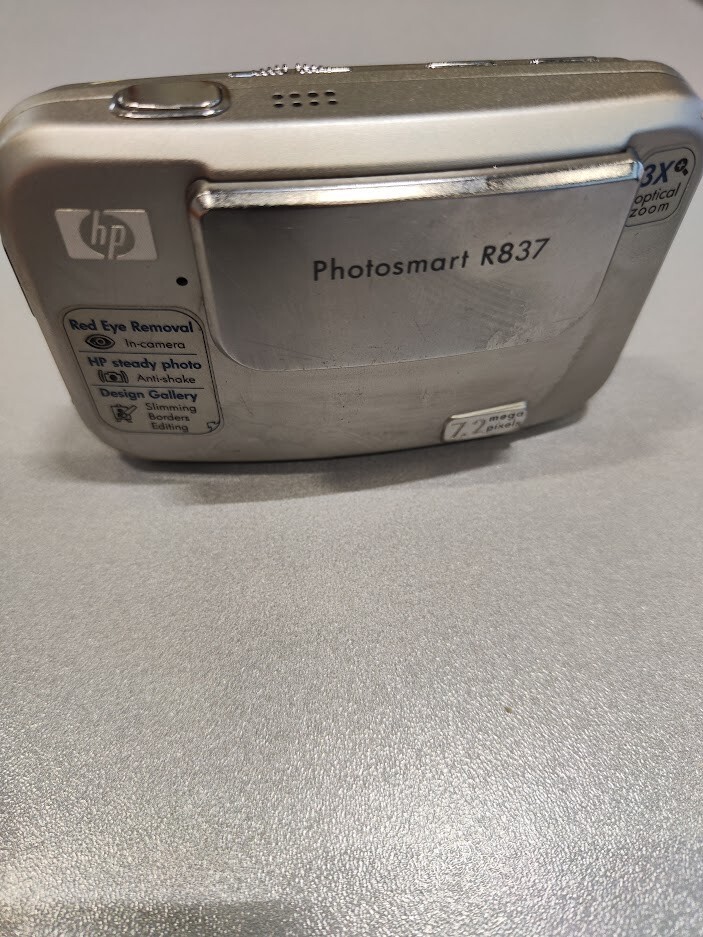 hp
Photosmart R837
3X
optical
zoom
Red Eye Removal
In-camera
HP steady photo
Anti-shake
Design Gallery
Slimming
Borders
Editing
7.2 mega
pixels